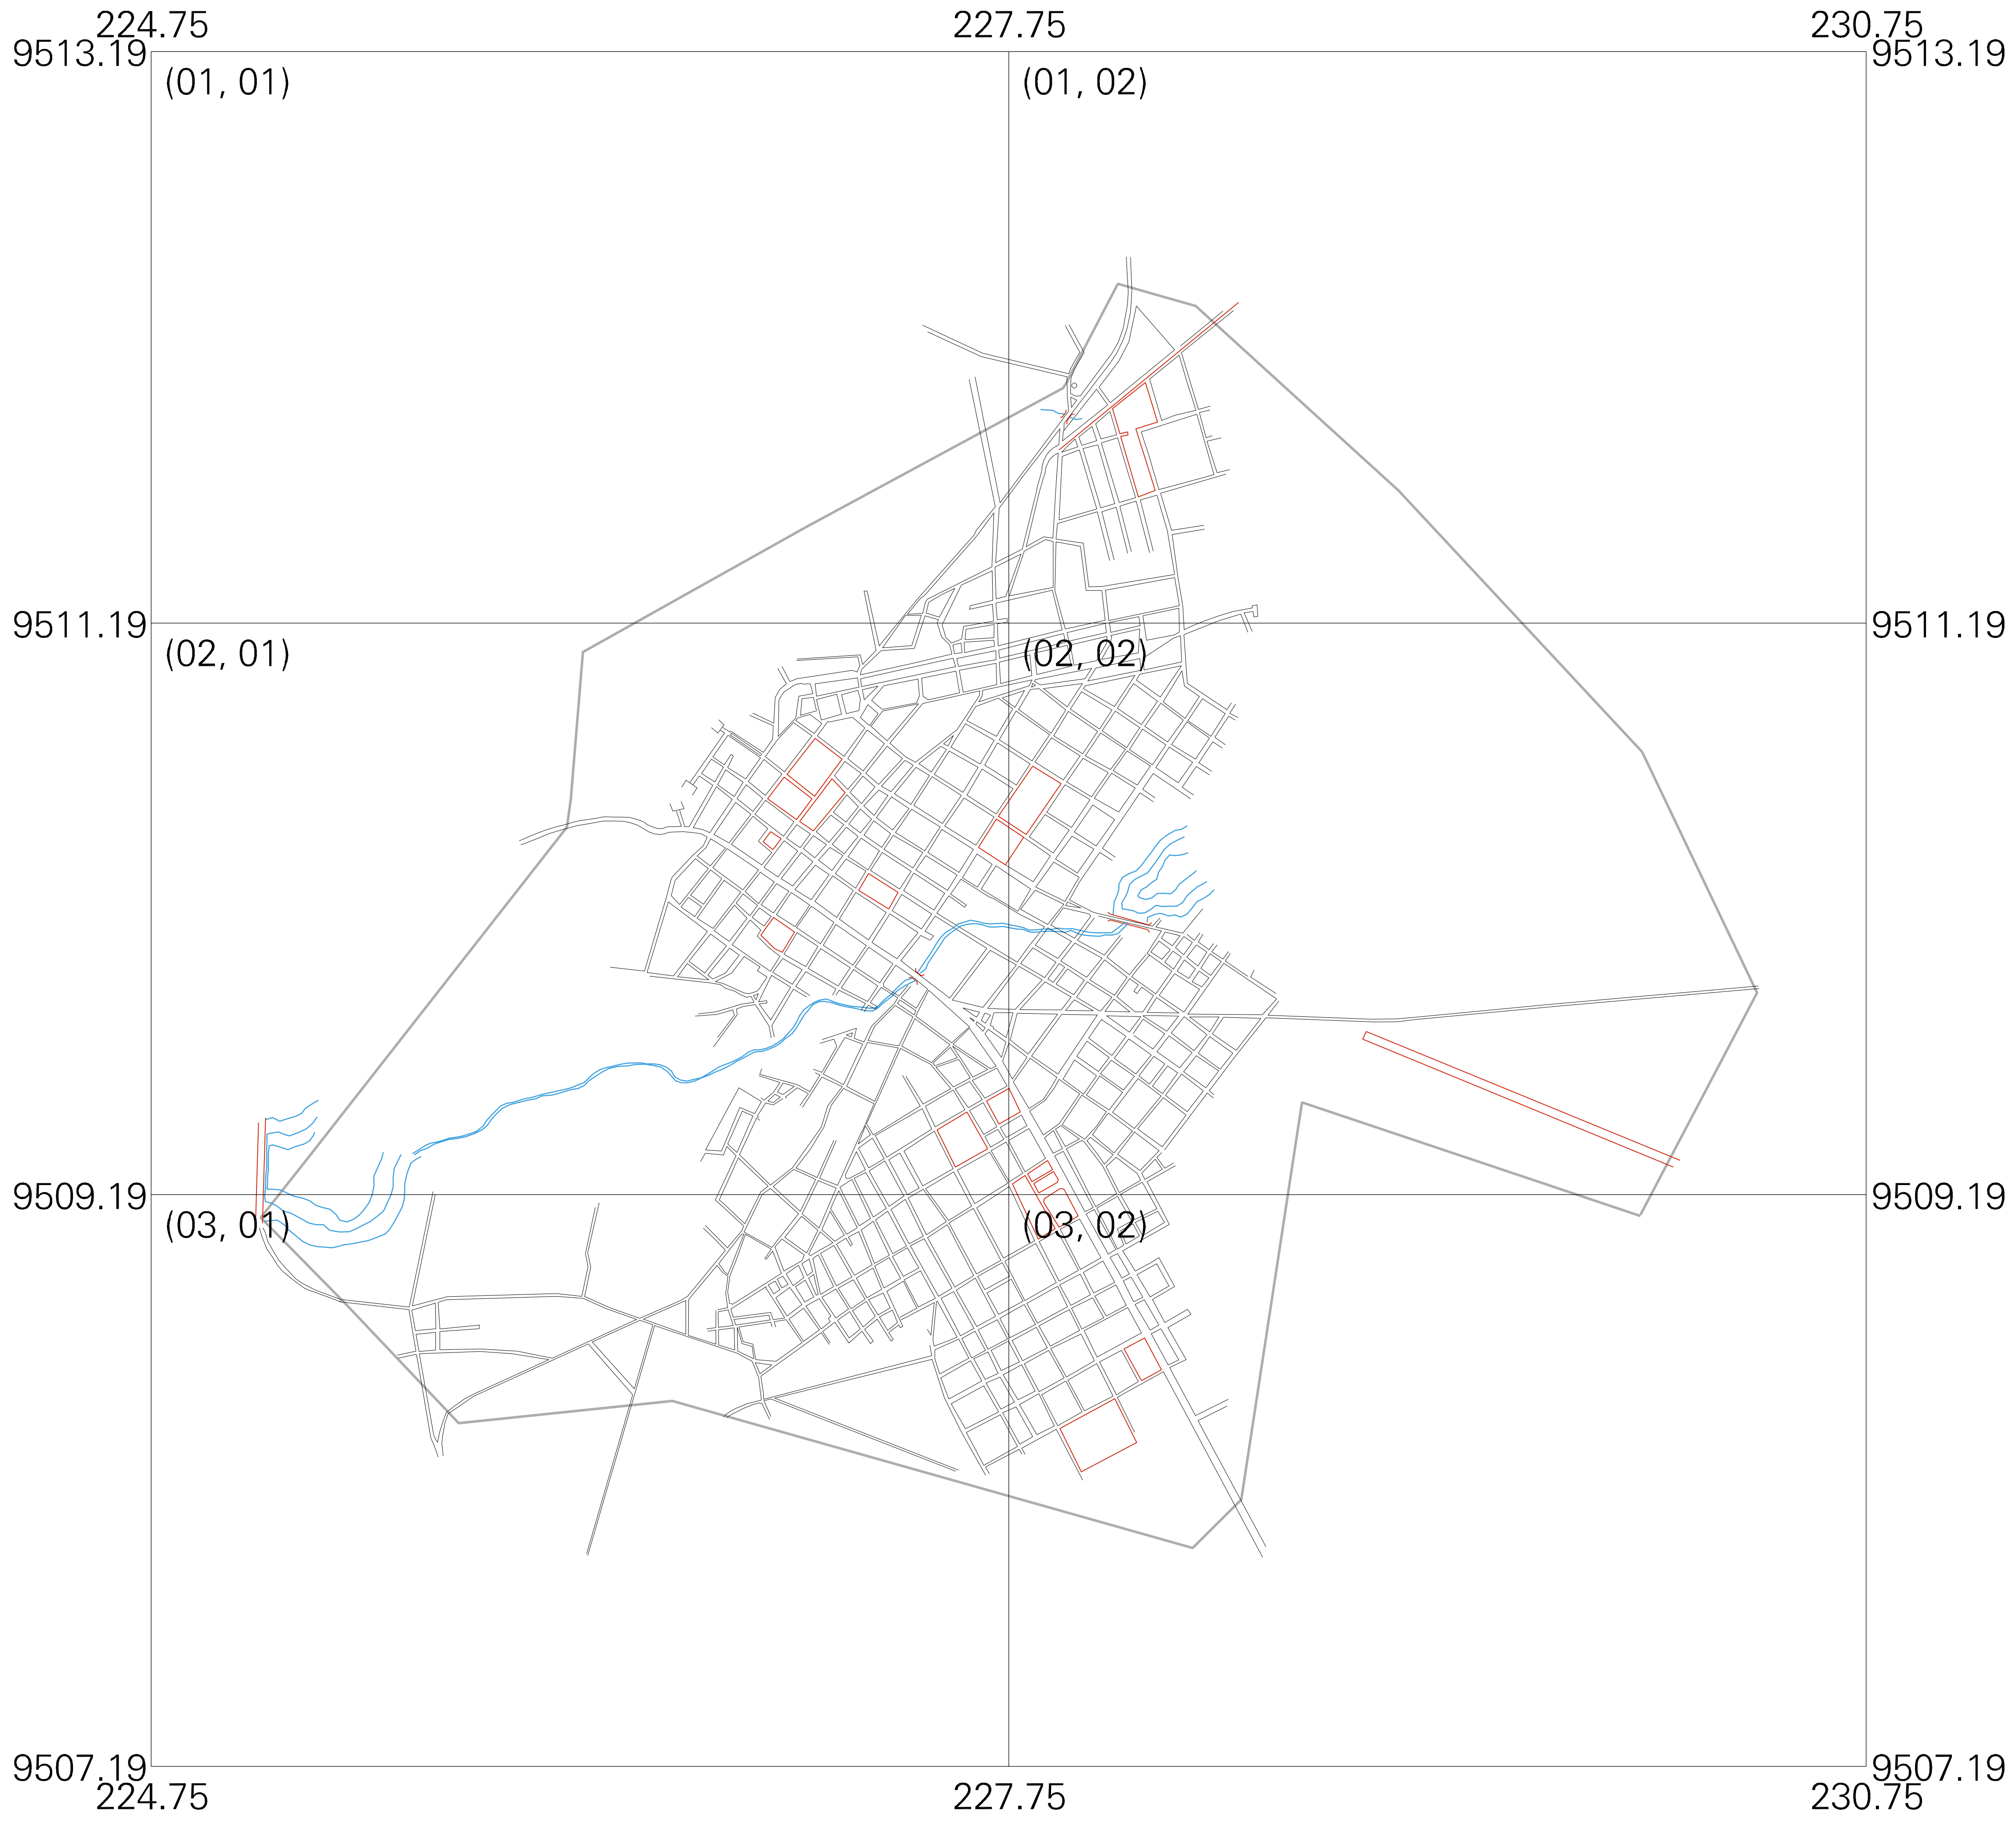 224.75 227.75 230.75
9513.19 9513.19
(01, 01) (01, 02)
9511.19 9511.19
(02, 01) (02, 02)
9509.19 9509.19
(03, 01) (03, 02)
9507.19 9507.19
224.75 227.75 230.75